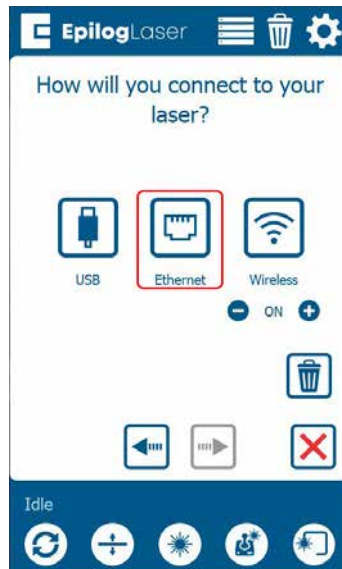 EpilogLaser
How will you connect to your
laser?
USB
Ethernet
Wireless
ON
Idle